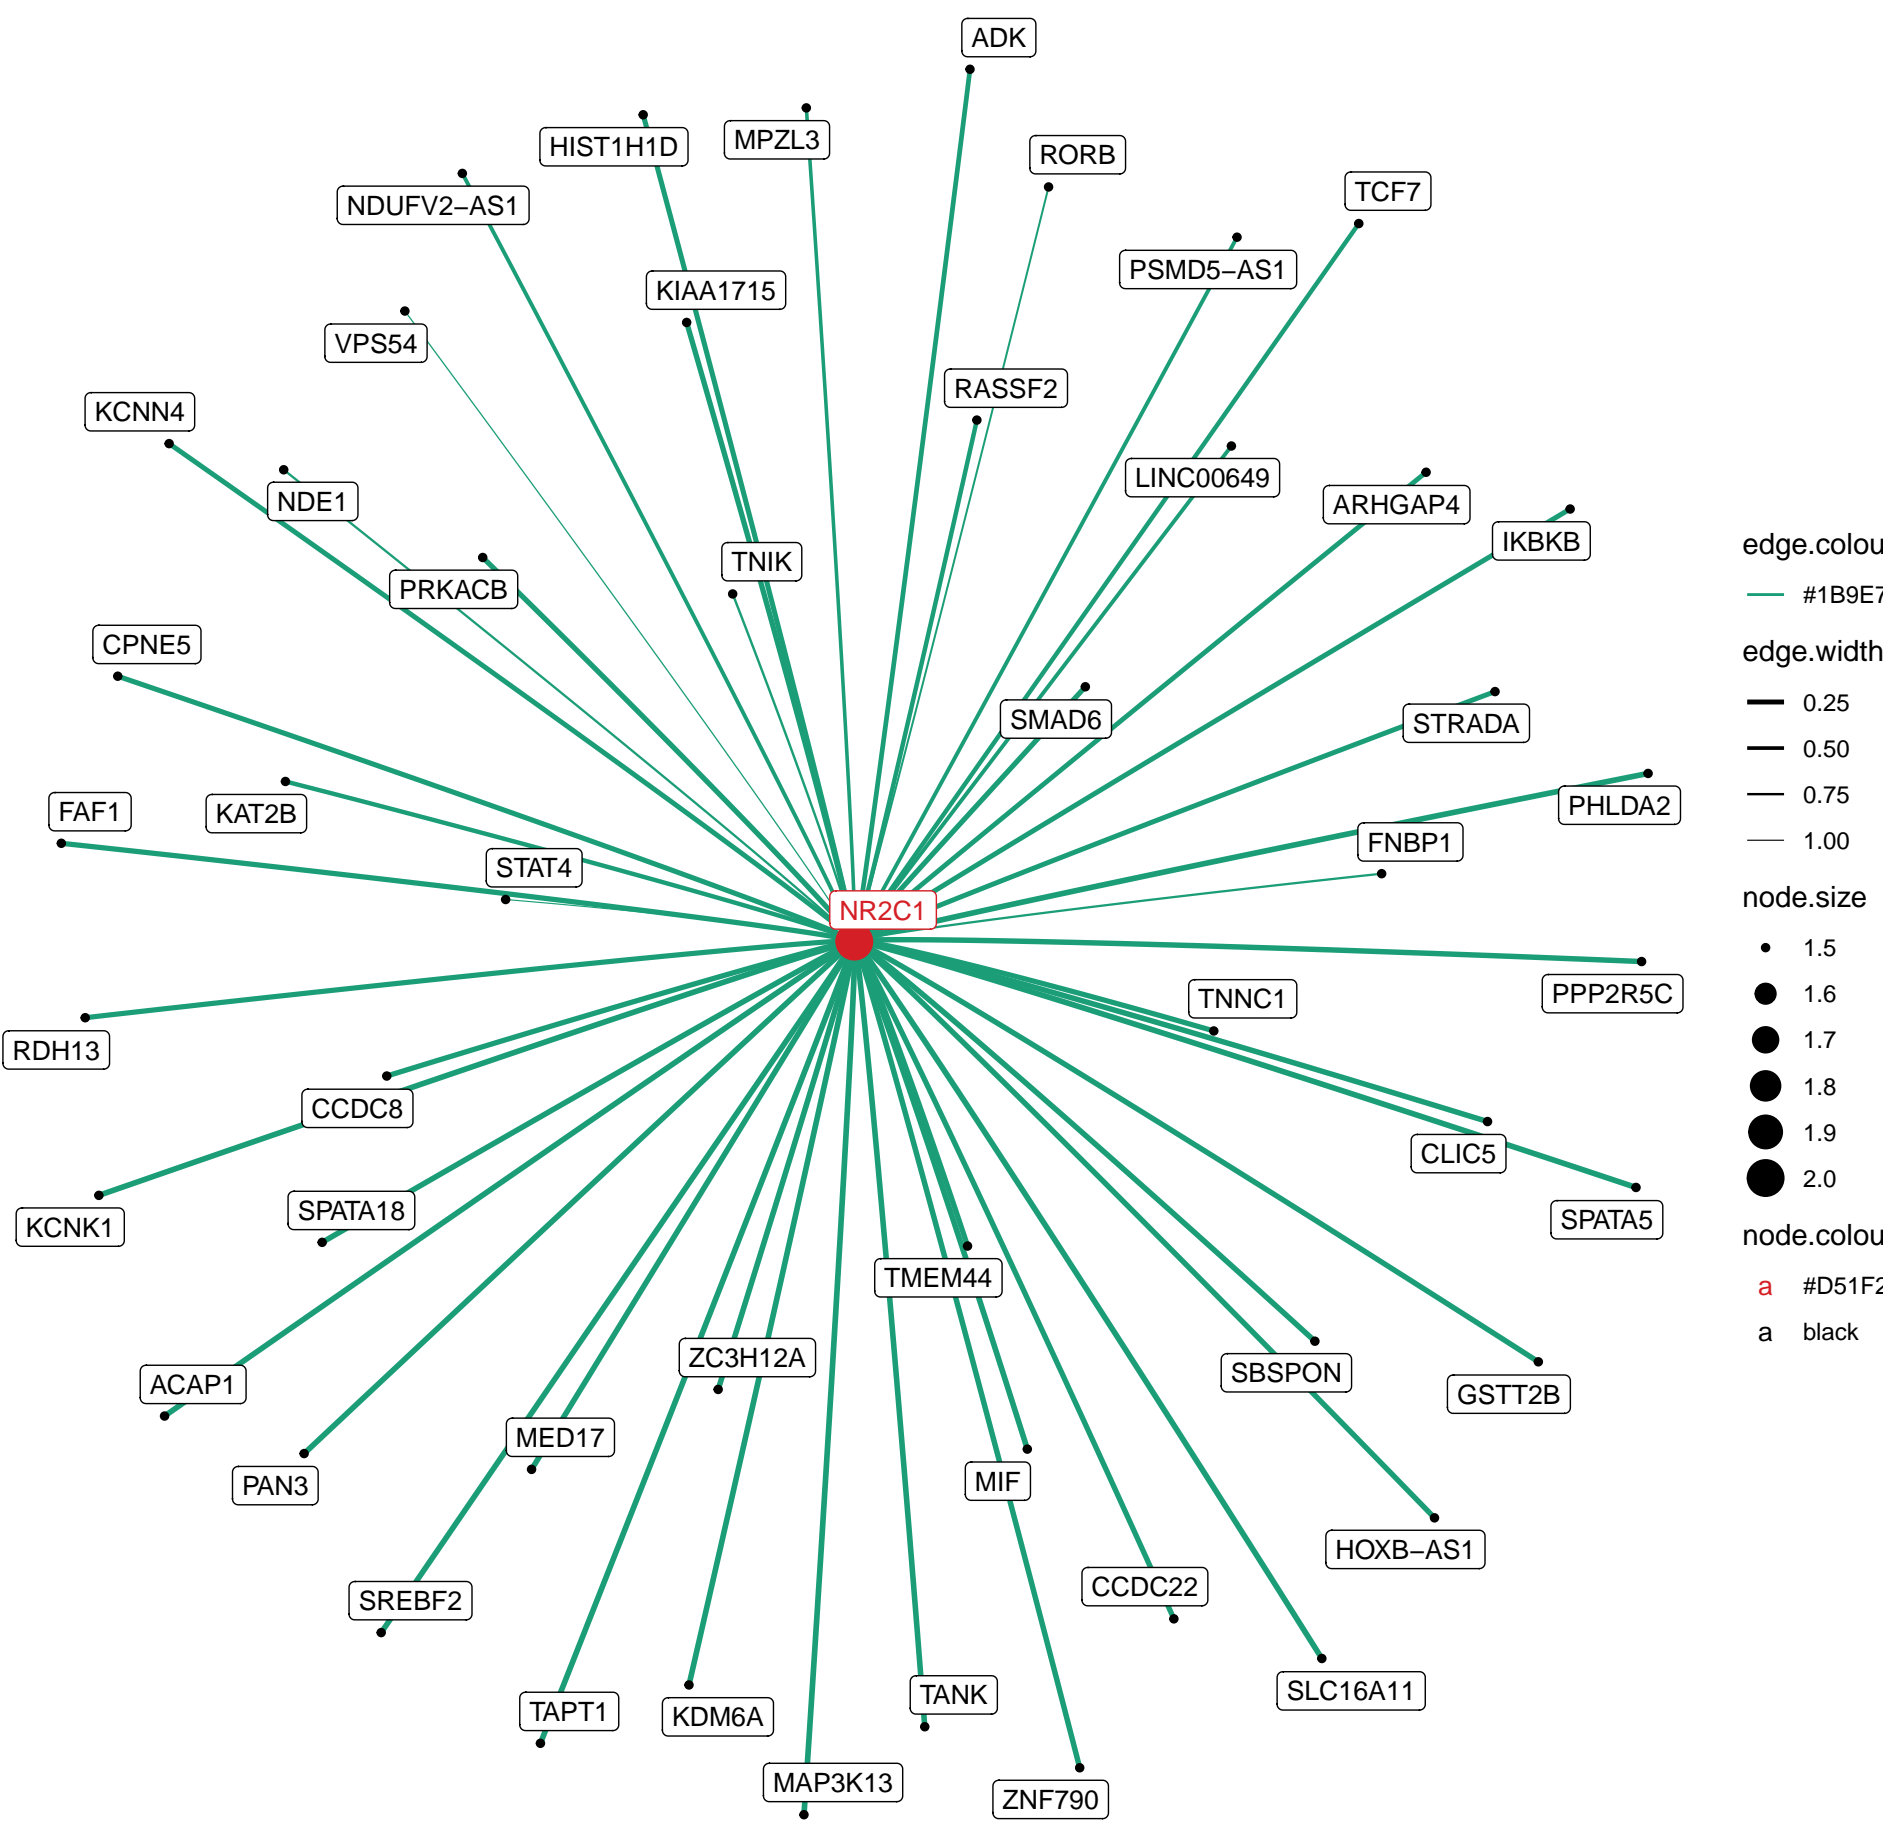 ADK
HIST1H1D
MPZL3
RORB
NDUFV2−AS1
TCF7
PSMD5−AS1
KIAA1715
VPS54
RASSF2
KCNN4
LINC00649
NDE1
ARHGAP4
IKBKB
TNIK
PRKACB
CPNE5
SMAD6
STRADA
FAF1
KAT2B
PHLDA2
FNBP1
STAT4
NR2C1
PPP2R5C
TNNC1
RDH13
CCDC8
CLIC5
SPATA18
KCNK1
SPATA5
TMEM44
ZC3H12A
SBSPON
ACAP1
GSTT2B
MED17
PAN3
MIF
HOXB−AS1
CCDC22
SREBF2
SLC16A11
TANK
TAPT1
KDM6A
MAP3K13
ZNF790
edge.colou
#1B9E7
edge.width
0.25
0.50
0.75
1.00
node.size
1.5
1.6
1.7
1.8
1.9
2.0
node.colou
a #D51F2
a black